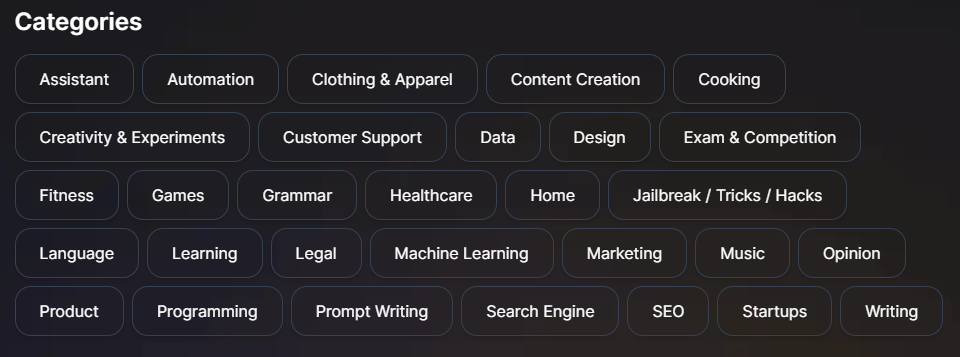 Categories
Assistant Automation Clothing & Apparel Content Creation Cooking
Creativity & Experiments Customer Support Data Design Exam & Competition
Fitness Games Grammar Healthcare Home Jailbreak / Tricks / Hacks
Language Learning Legal Machine Learning Marketing Music Opinion
Product Programming Prompt Writing Search Engine SEO Startups Writing